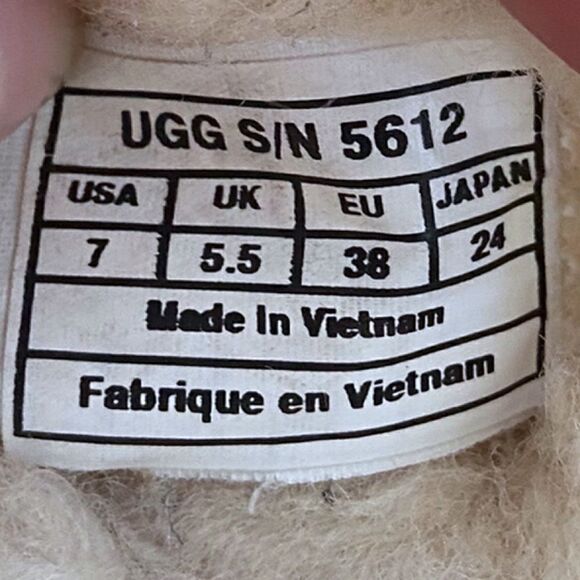 UGG S/N 5612
USA UK EU JAPAN
7 5.5 38 24
Made In Vietnam
Fabrique en Vietnam